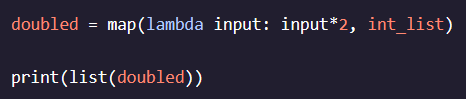 doubled = map(lambda input: input*2, int_list)
print(list(doubled))